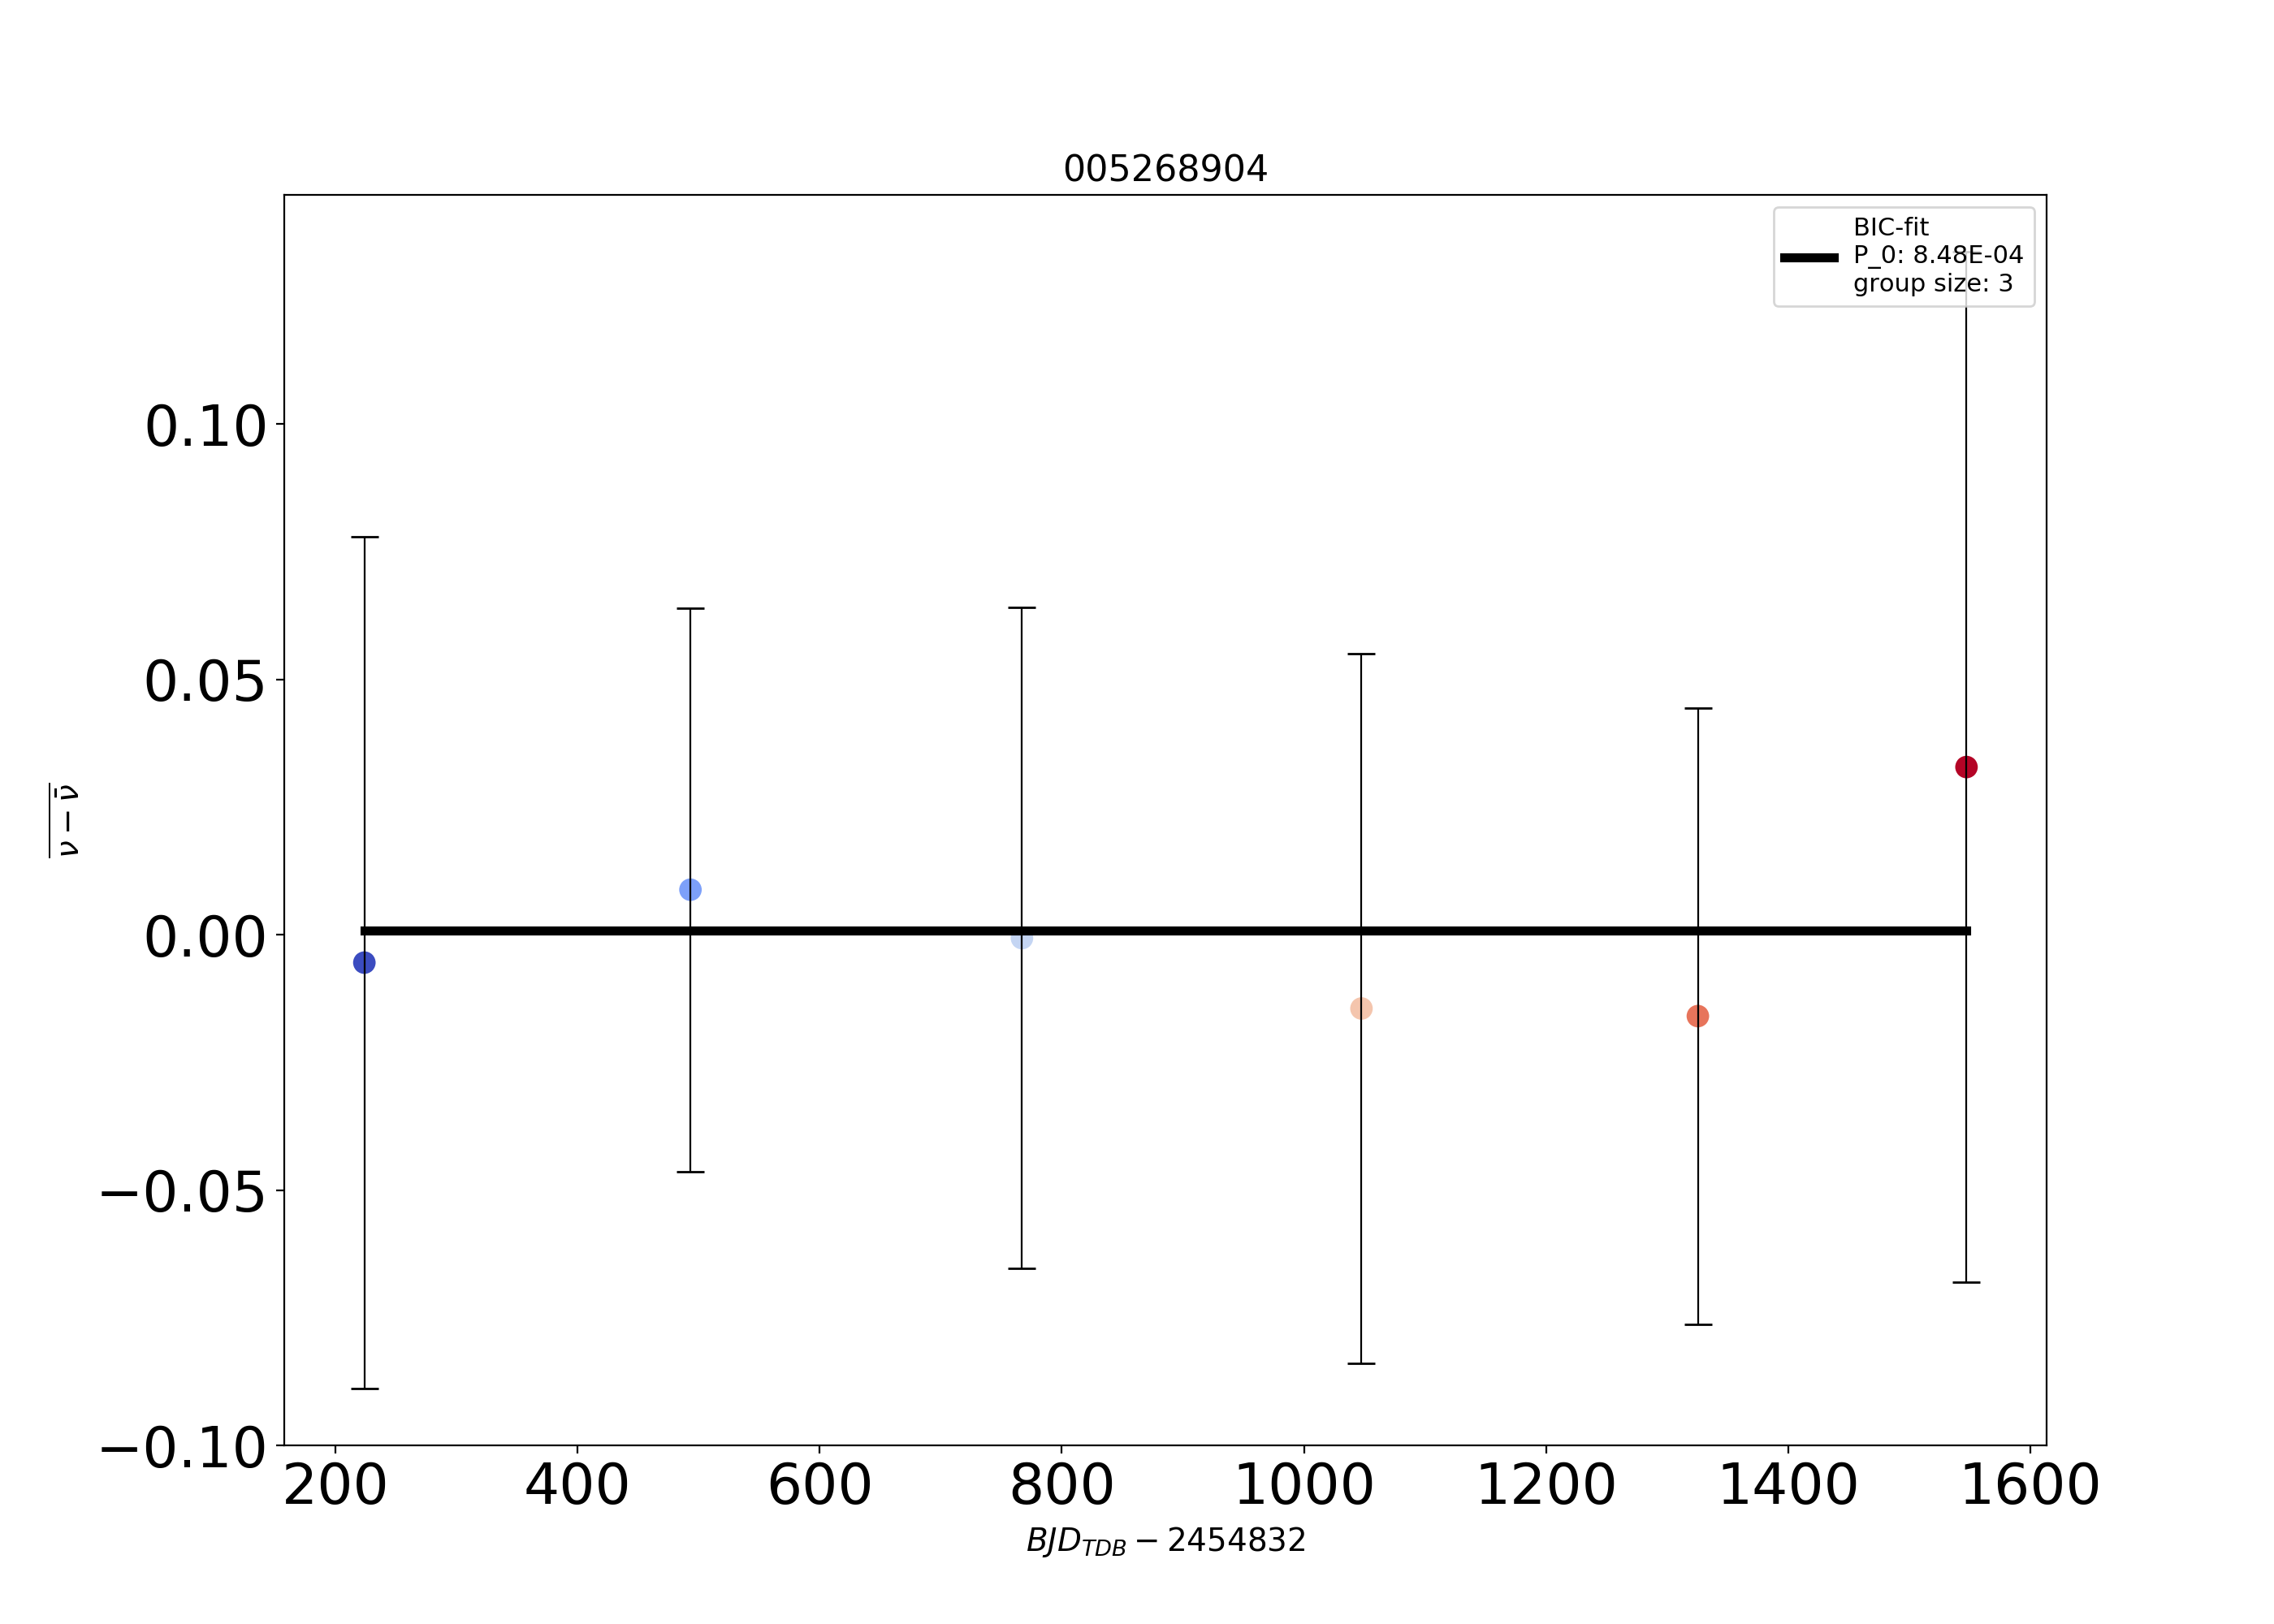 005268904
BIC-fit
P_0: 8.48E-04
group size: 3
0.10
0.05
0.00
−0.05
−0.10
ν − ν̄
200 400 600 800 1000 1200 1400 1600
BJD_TDB − 2454832